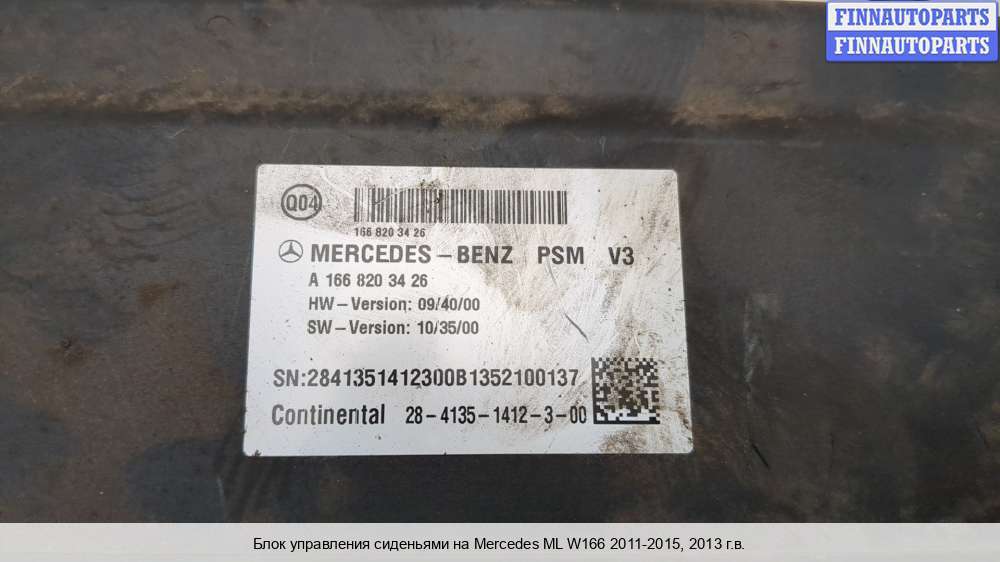 FINNAUTOPARTS
FINNAUTOPARTS
Q04
166 820 34 26
MERCEDES-BENZ PSM V3
A 166 820 34 26
HW-Version: 09/40/00
SW-Version: 10/35/00
SN:2841351412300B1352100137
Continental 28-4135-1412-3-00
Блок управления сиденьями на Mercedes ML W166 2011-2015, 2013 г.в.